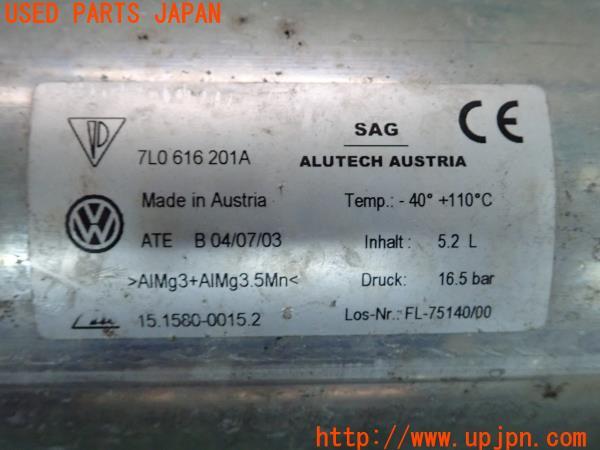 USED PARTS JAPAN
7L0 616 201A
SAG
CE
ALUTECH AUSTRIA
Made in Austria
Temp.: - 40° +110°C
ATE B 04/07/03
Inhalt : 5.2 L
>AlMg3+AlMg3.5Mn<
Druck: 16.5 bar
15.1580-0015.2
Los-Nr.: FL-75140/00
http://www.upjpn.com/